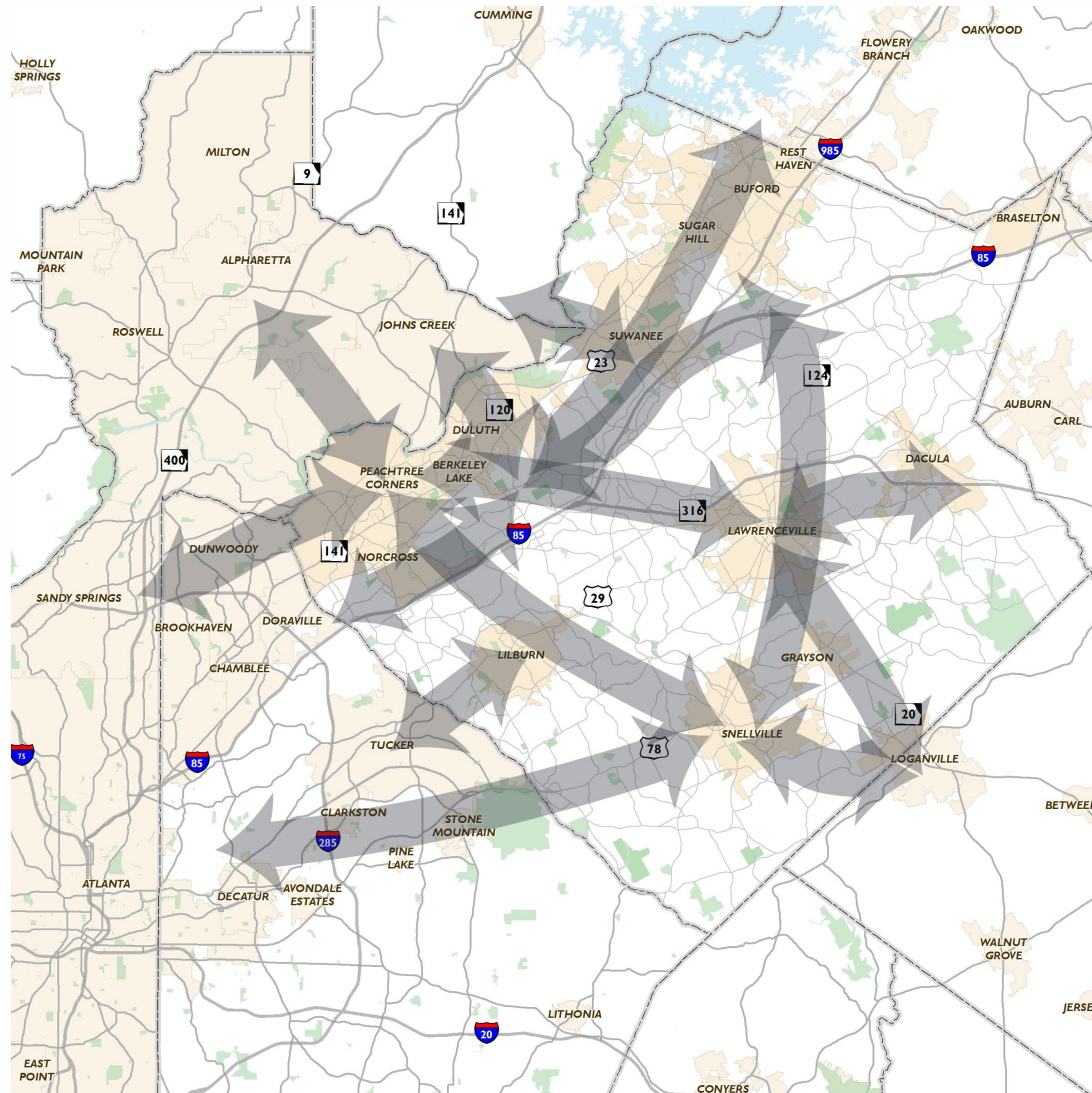 CUMMING
OAKWOOD
FLOWERY
BRANCH
HOLLY
SPRINGS
MILTON
REST
HAVEN
985
9
BUFORD
141
BRASELTON
SUGAR
HILL
MOUNTAIN
PARK
ALPHARETTA
85
JOHNS CREEK
ROSWELL
SUWANEE
23
124
AUBURN
120
CARL
DULUTH
400
BERKELEY
LAKE
PEACHTREE
CORNERS
DACULA
316
LAWRENCEVILLE
85
141
DUNWOODY
NORCROSS
SANDY SPRINGS
29
BROOKHAVEN
DORAVILLE
LILBURN
GRAYSON
CHAMBLEE
20
SNELLVILLE
78
TUCKER
75
85
LOGANVILLE
BETWEE
CLARKSTON
STONE
MOUNTAIN
285
PINE
LAKE
ATLANTA
DECATUR
AVONDALE
ESTATES
WALNUT
GROVE
LITHONIA
JERSE
20
EAST
POINT
CONYERS